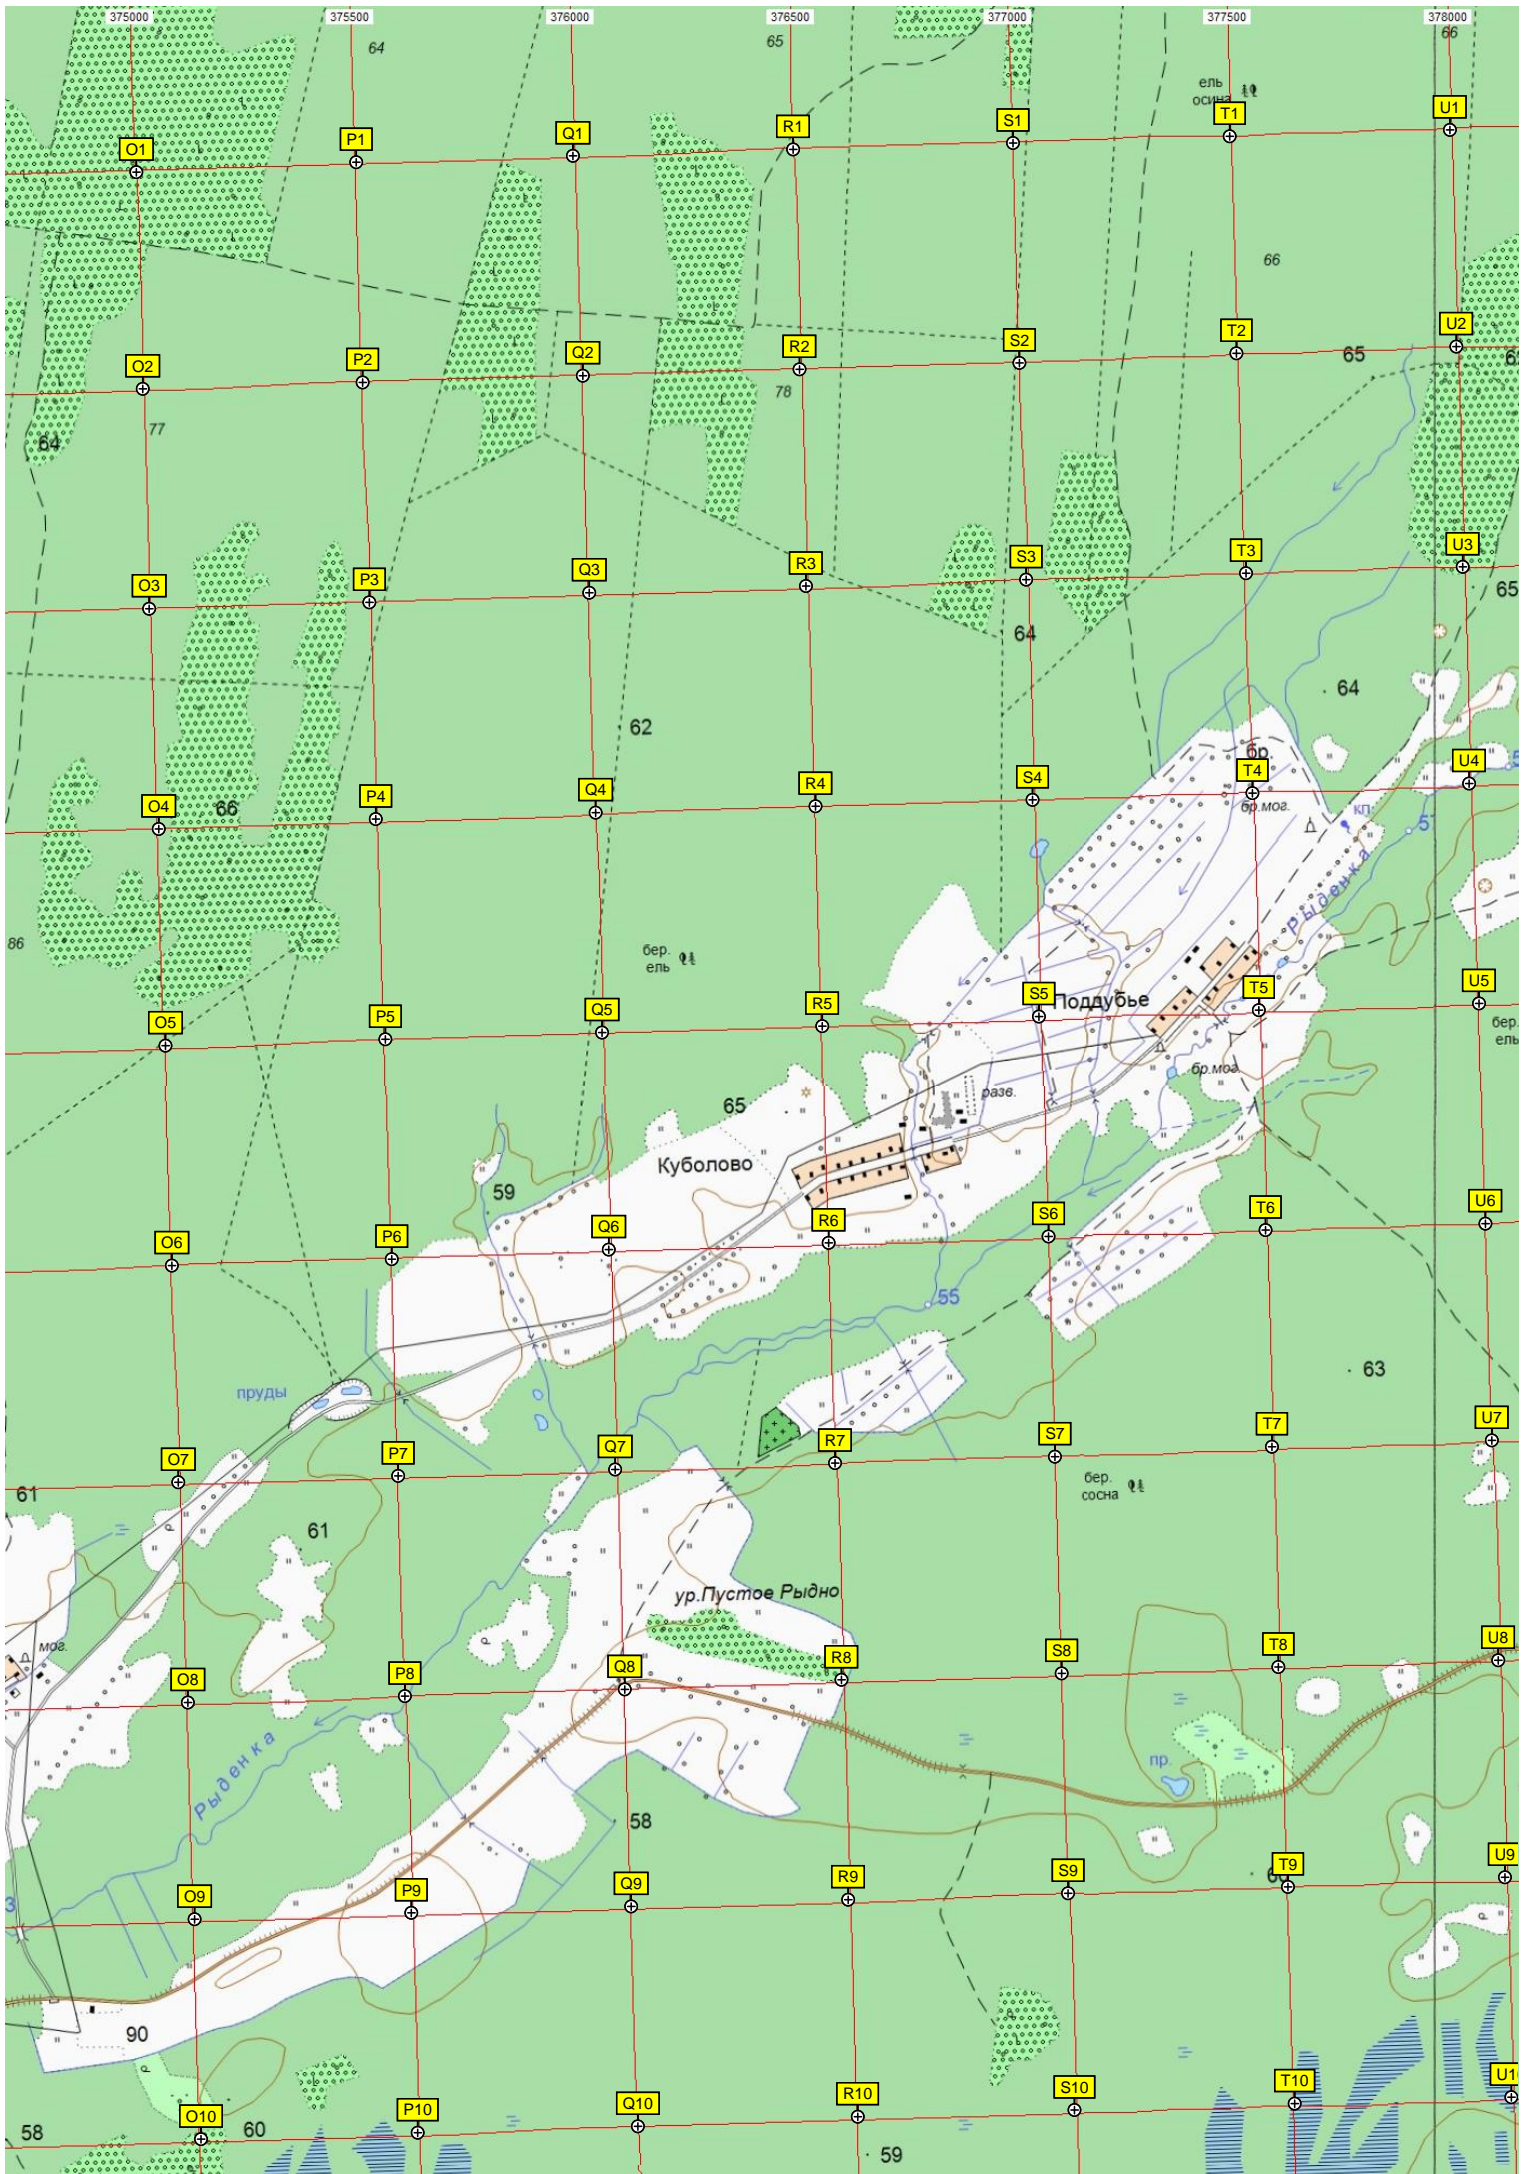 375000 375500 376000 376500 377000 377500 378000
64 65 66
ель
осина
O1 P1 Q1 R1 S1 T1 U1
66
O2 P2 Q2 R2 S2 T2 U2
65
78
77
64
O3 P3 Q3 R3 S3 T3 U3
65
64
64
62
бр.
O4 P4 Q4 R4 S4 T4 U4
66
бр.мог.
кл.
57
Рыденка
86
бер.
ель
O5 P5 Q5 R5 S5 T5 U5
Поддубье
бер.
ель
бр.мог.
разв.
65
Куболово
59
O6 P6 Q6 R6 S6 T6 U6
55
63
пруды
O7 P7 Q7 R7 S7 T7 U7
61
бер.
сосна
61
ур.Пустое Рыдно
мог.
O8 P8 Q8 R8 S8 T8 U8
Рыденка
пр.
58
O9 P9 Q9 R9 S9 T9 U9
60
3
90
O10 P10 Q10 R10 S10 T10 U10
58 60
59